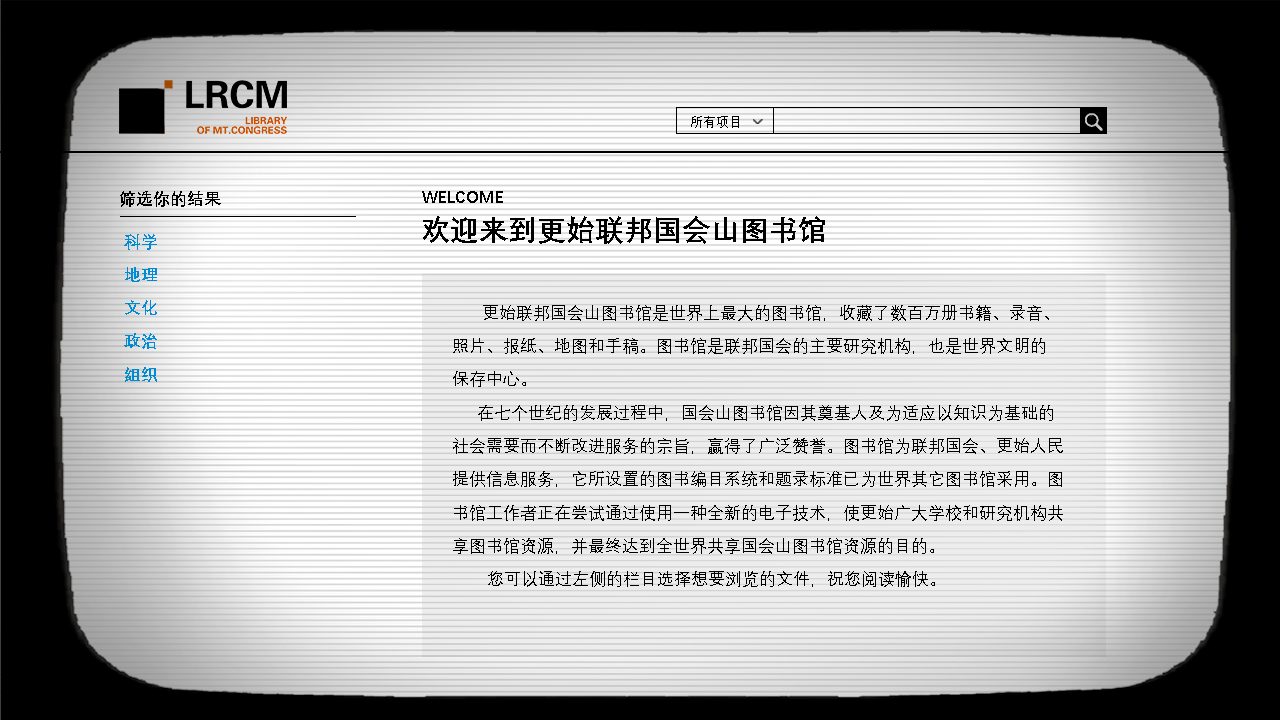 LRCM
LIBRARY
OF MT.CONGRESS
所有项目
筛选你的结果
科学
地理
文化
政治
组织
WELCOME
欢迎来到更始联邦国会山图书馆
更始联邦国会山图书馆是世界上最大的图书馆，收藏了数百万册书籍、录音、
照片、报纸、地图和手稿。图书馆是联邦国会的主要研究机构，也是世界文明的
保存中心。
在七个世纪的发展过程中，国会山图书馆因其奠基人及为适应以知识为基础的
社会需要而不断改进服务的宗旨，赢得了广泛赞誉。图书馆为联邦国会、更始人民
提供信息服务，它所设置的图书编目系统和题录标准已为世界其它图书馆采用。图
书馆工作者正在尝试通过使用一种全新的电子技术，使更始广大学校和研究机构共
享图书馆资源，并最终达到全世界共享国会山图书馆资源的目的。
您可以通过左侧的栏目选择想要浏览的文件，祝您阅读愉快。